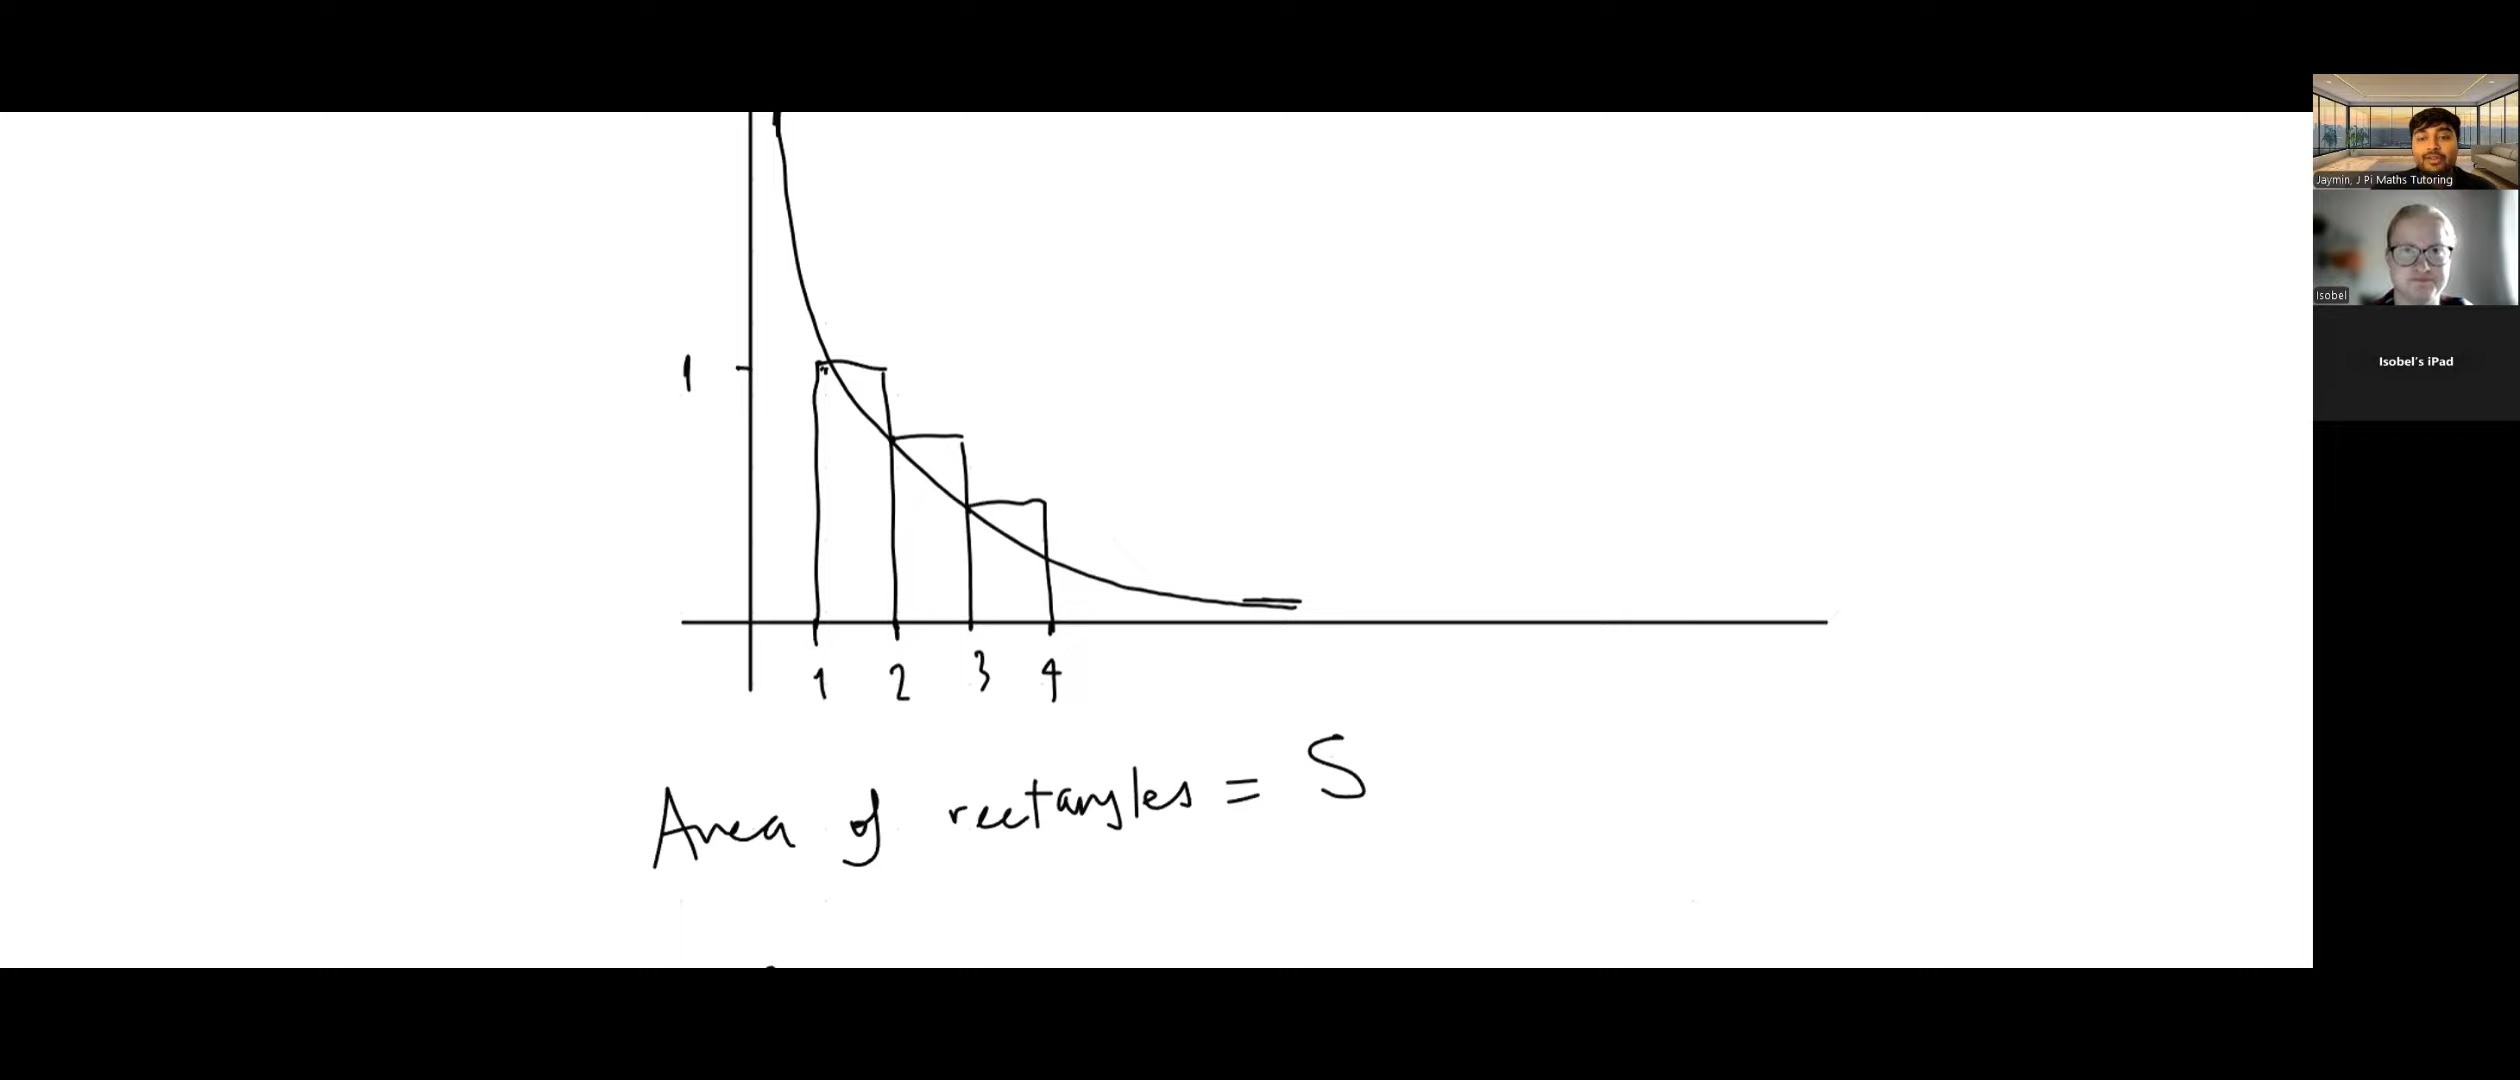 1
1 2 3 4
Area of rectangles = S
Jaymin, J Pi Maths Tutoring
Isobel
Isobel's iPad